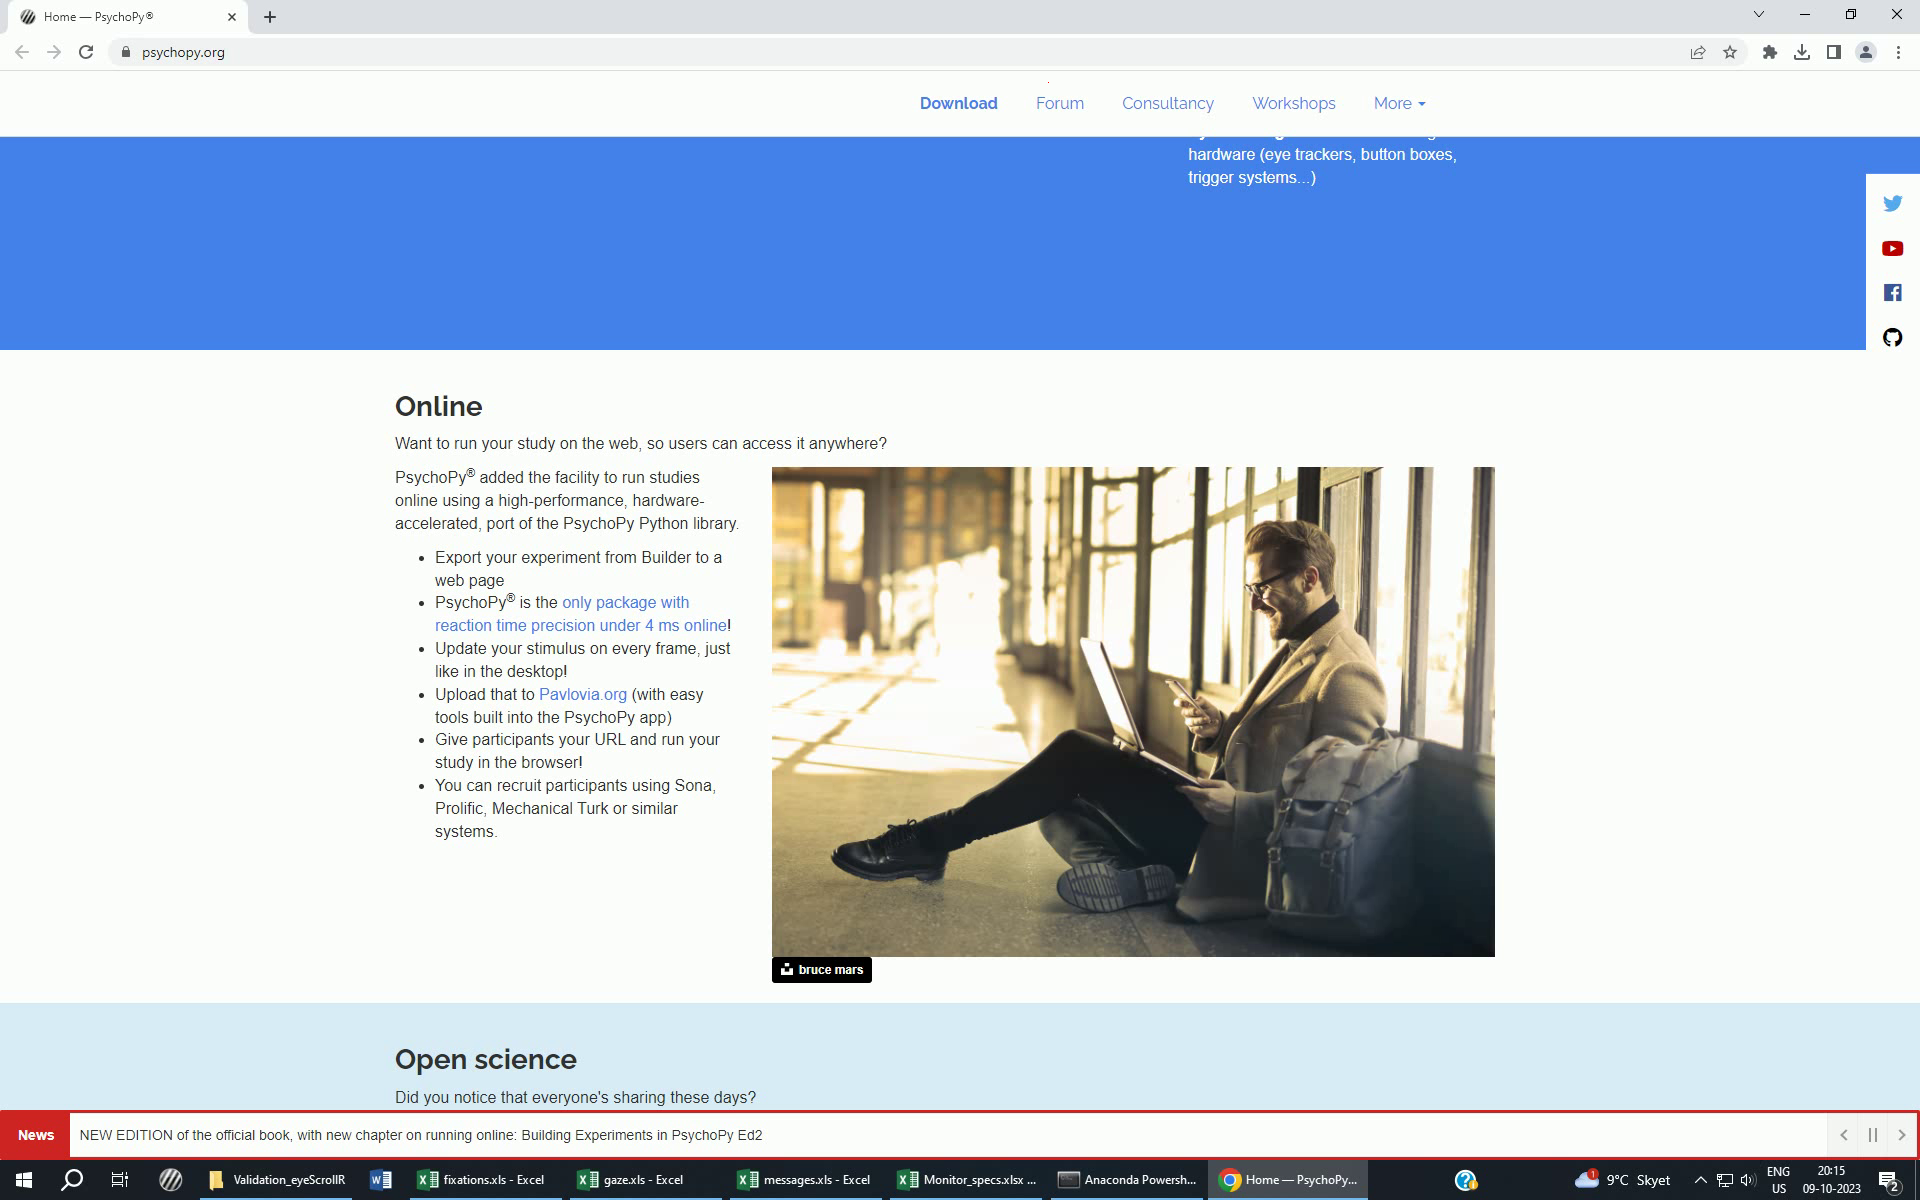 Home — PsychoPy®
psychopy.org
Download Forum Consultancy Workshops More
hardware (eye trackers, button boxes,
trigger systems...)
Online
Want to run your study on the web, so users can access it anywhere?
PsychoPy® added the facility to run studies
online using a high-performance, hardware-
accelerated, port of the PsychoPy Python library.
Export your experiment from Builder to a
web page
PsychoPy® is the only package with
reaction time precision under 4 ms online!
Update your stimulus on every frame, just
like in the desktop!
Upload that to Pavlovia.org (with easy
tools built into the PsychoPy app)
Give participants your URL and run your
study in the browser!
You can recruit participants using Sona,
Prolific, Mechanical Turk or similar
systems.
bruce mars
Open science
Did you notice that everyone's sharing these days?
News NEW EDITION of the official book, with new chapter on running online: Building Experiments in PsychoPy Ed2
Validation_eyeScrollR fixations.xls - Excel gaze.xls - Excel messages.xls - Excel Monitor_specs.xlsx ... Anaconda Powersh... Home — PsychoPy... 1 9°C Skyet ENG 20:15
US 09-10-2023 2